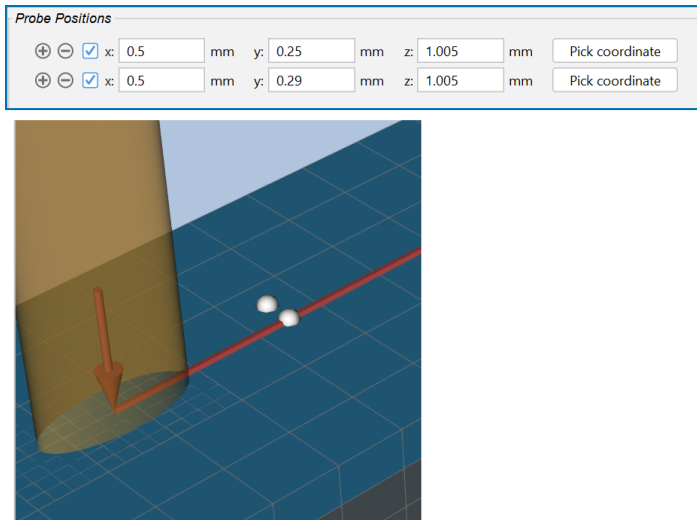 Probe Positions
x: 0.5 mm y: 0.25 mm z: 1.005 mm Pick coordinate
x: 0.5 mm y: 0.29 mm z: 1.005 mm Pick coordinate